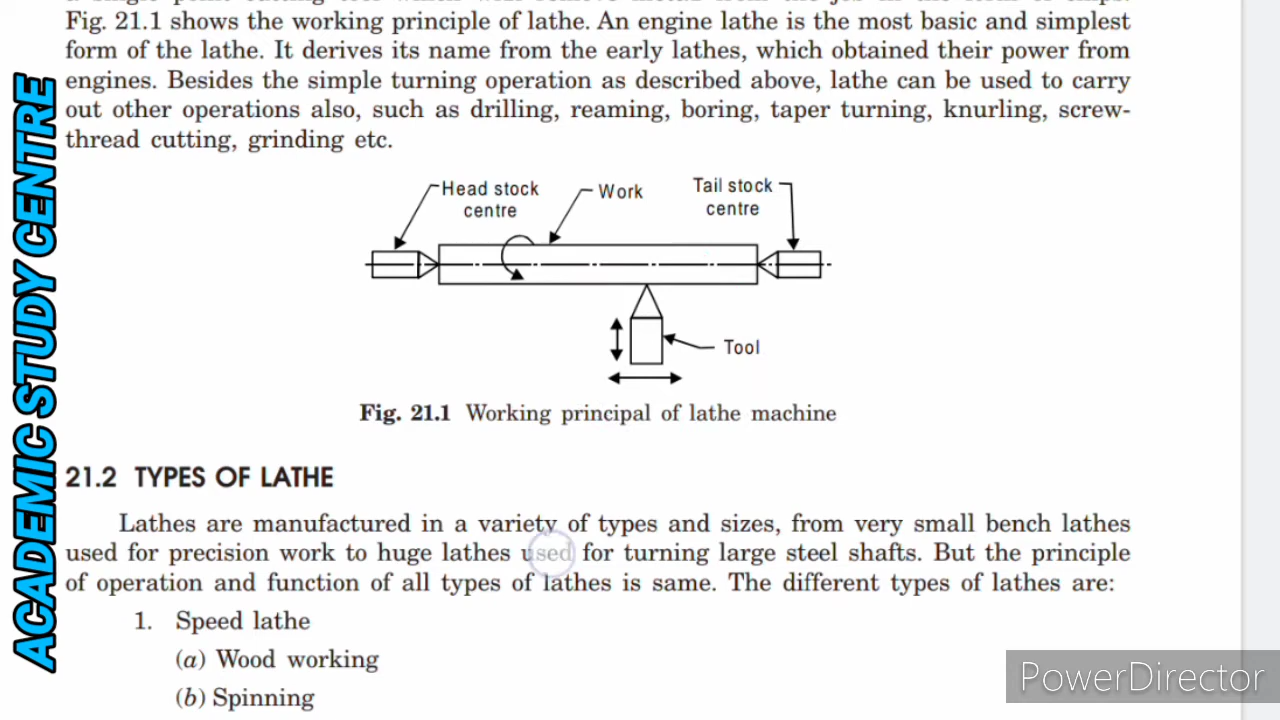 Fig. 21.1 shows the working principle of lathe. An engine lathe is the most basic and simplest
form of the lathe. It derives its name from the early lathes, which obtained their power from
engines. Besides the simple turning operation as described above, lathe can be used to carry
out other operations also, such as drilling, reaming, boring, taper turning, knurling, screw-
thread cutting, grinding etc.
Head stock
centre
Work
Tail stock
centre
Tool
Fig. 21.1 Working principal of lathe machine
21.2 TYPES OF LATHE
Lathes are manufactured in a variety of types and sizes, from very small bench lathes
used for precision work to huge lathes used for turning large steel shafts. But the principle
of operation and function of all types of lathes is same. The different types of lathes are:
1. Speed lathe
(a) Wood working
(b) Spinning
ACADEMIC STUDY CENTRE
PowerDirector